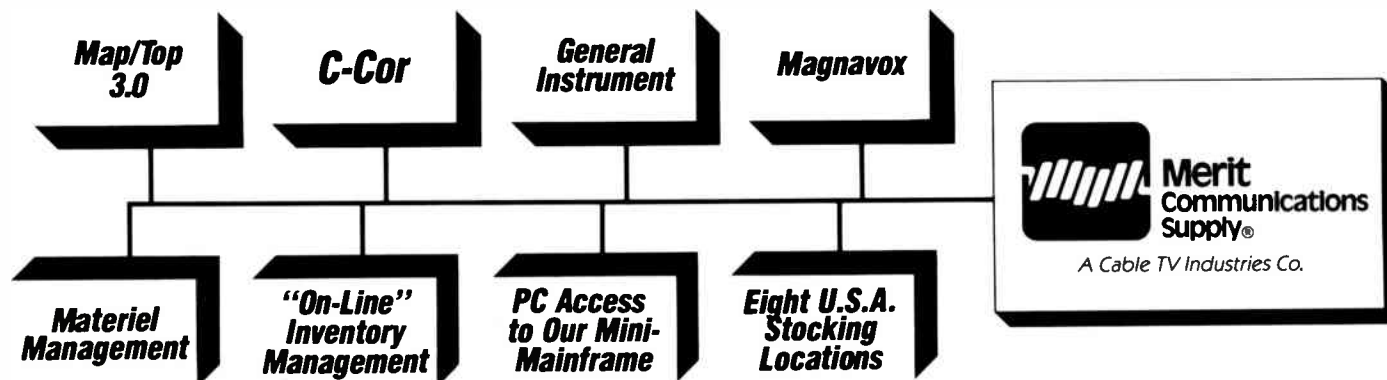 Map/Top
3.0
C-Cor
General
Instrument
Magnavox
Merit
Communications
Supply®
A Cable TV Industries Co.
Materiel
Management
“On-Line”
Inventory
Management
PC Access
to Our Mini-
Mainframe
Eight U.S.A.
Stocking
Locations